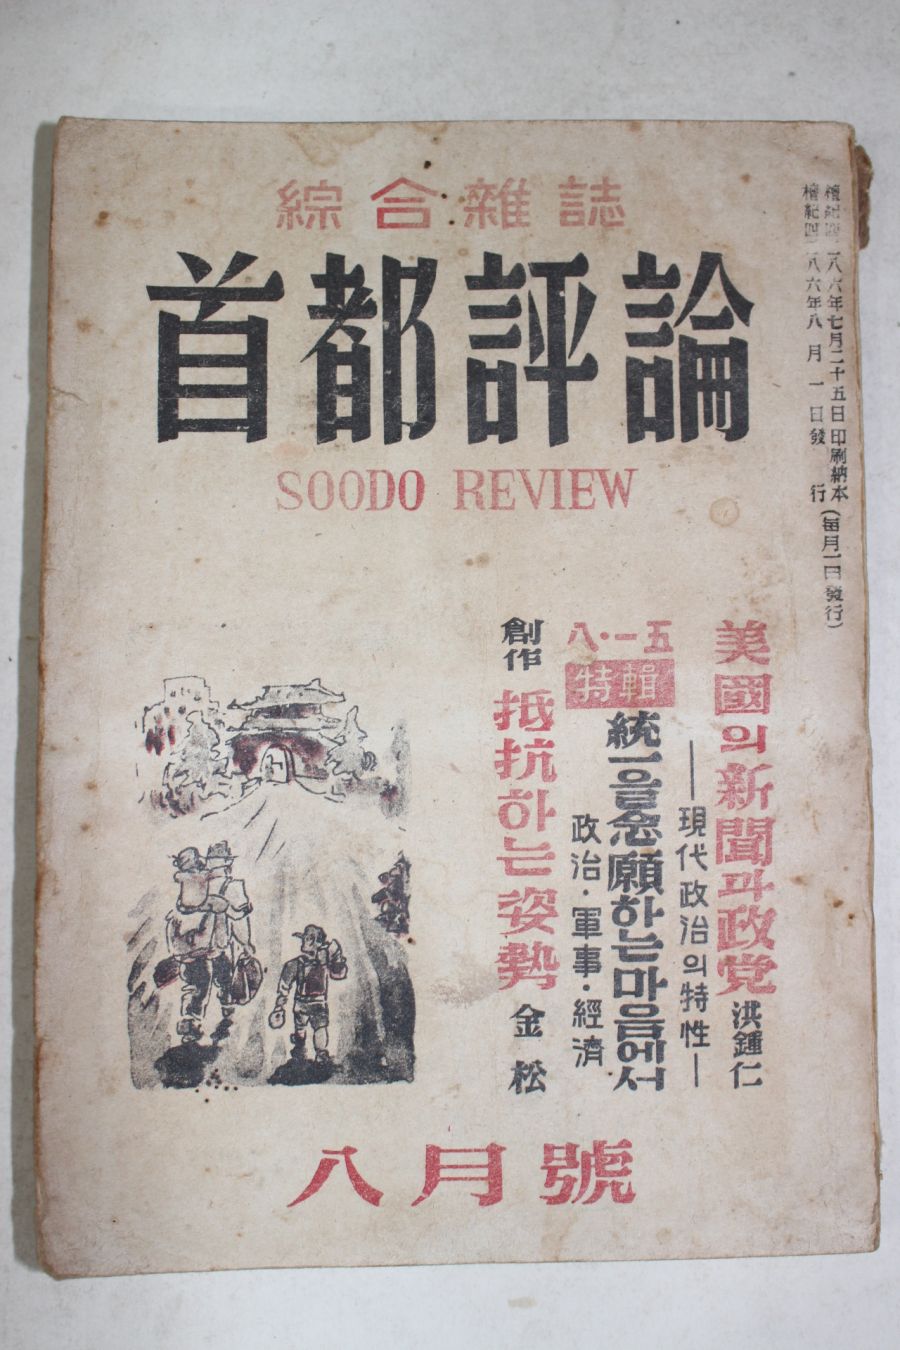 綜合雜誌
首都評論
SOODO REVIEW
檀紀四二八六年七月二十五日印刷納本(每月一回發行)
檀紀四二八六年八月一日發行
美國의新聞과政党
洪鍾仁
──現代政治의特性──
八·一五
特輯
統一을念願하는마음에서
政治·軍事·經濟
創作
抵抗하는姿勢
金松
八月號